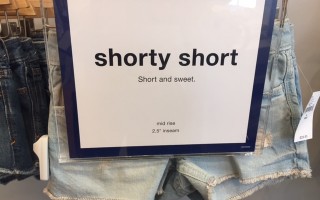 shorty short
Short and sweet.
mid rise
2.5" inseam